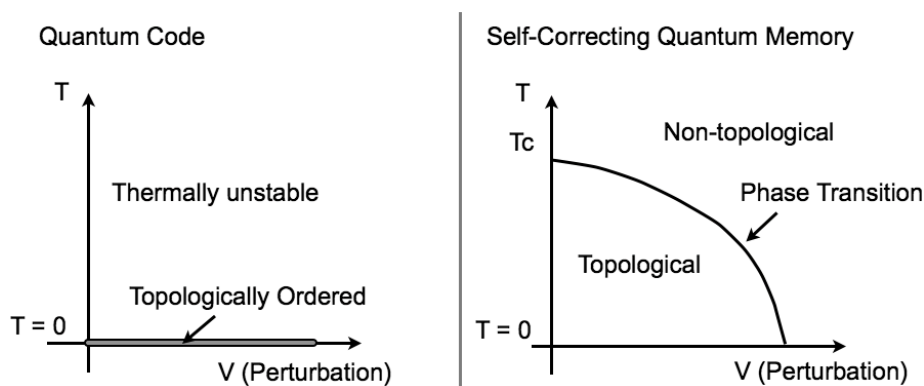 Quantum Code
T
Thermally unstable
Topologically Ordered
T = 0
V (Perturbation)
Self-Correcting Quantum Memory
T
Non-topological
Tc
Phase Transition
Topological
T = 0
V (Perturbation)